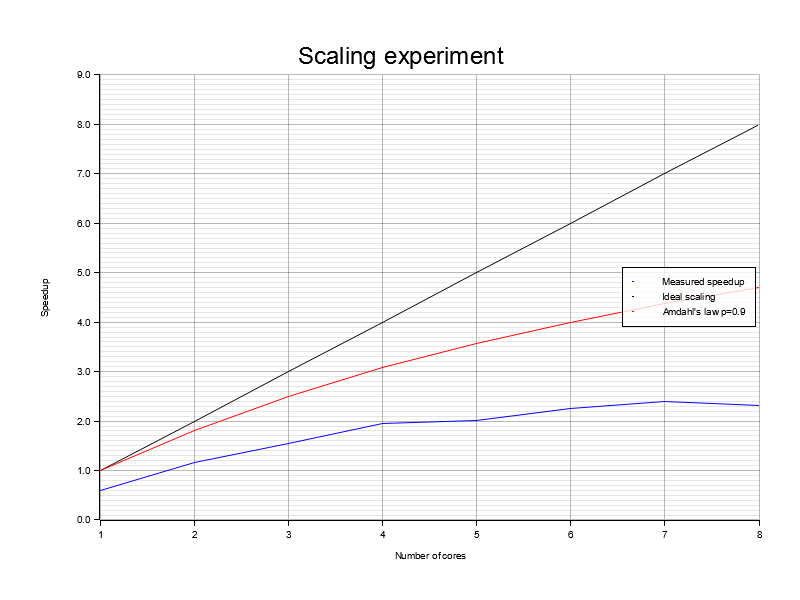 Scaling experiment
9.0
8.0
7.0
6.0
5.0
4.0
3.0
2.0
1.0
0.0
Speedup
Measured speedup
Ideal scaling
Amdahl's law p=0.9
1 2 3 4 5 6 7 8
Number of cores